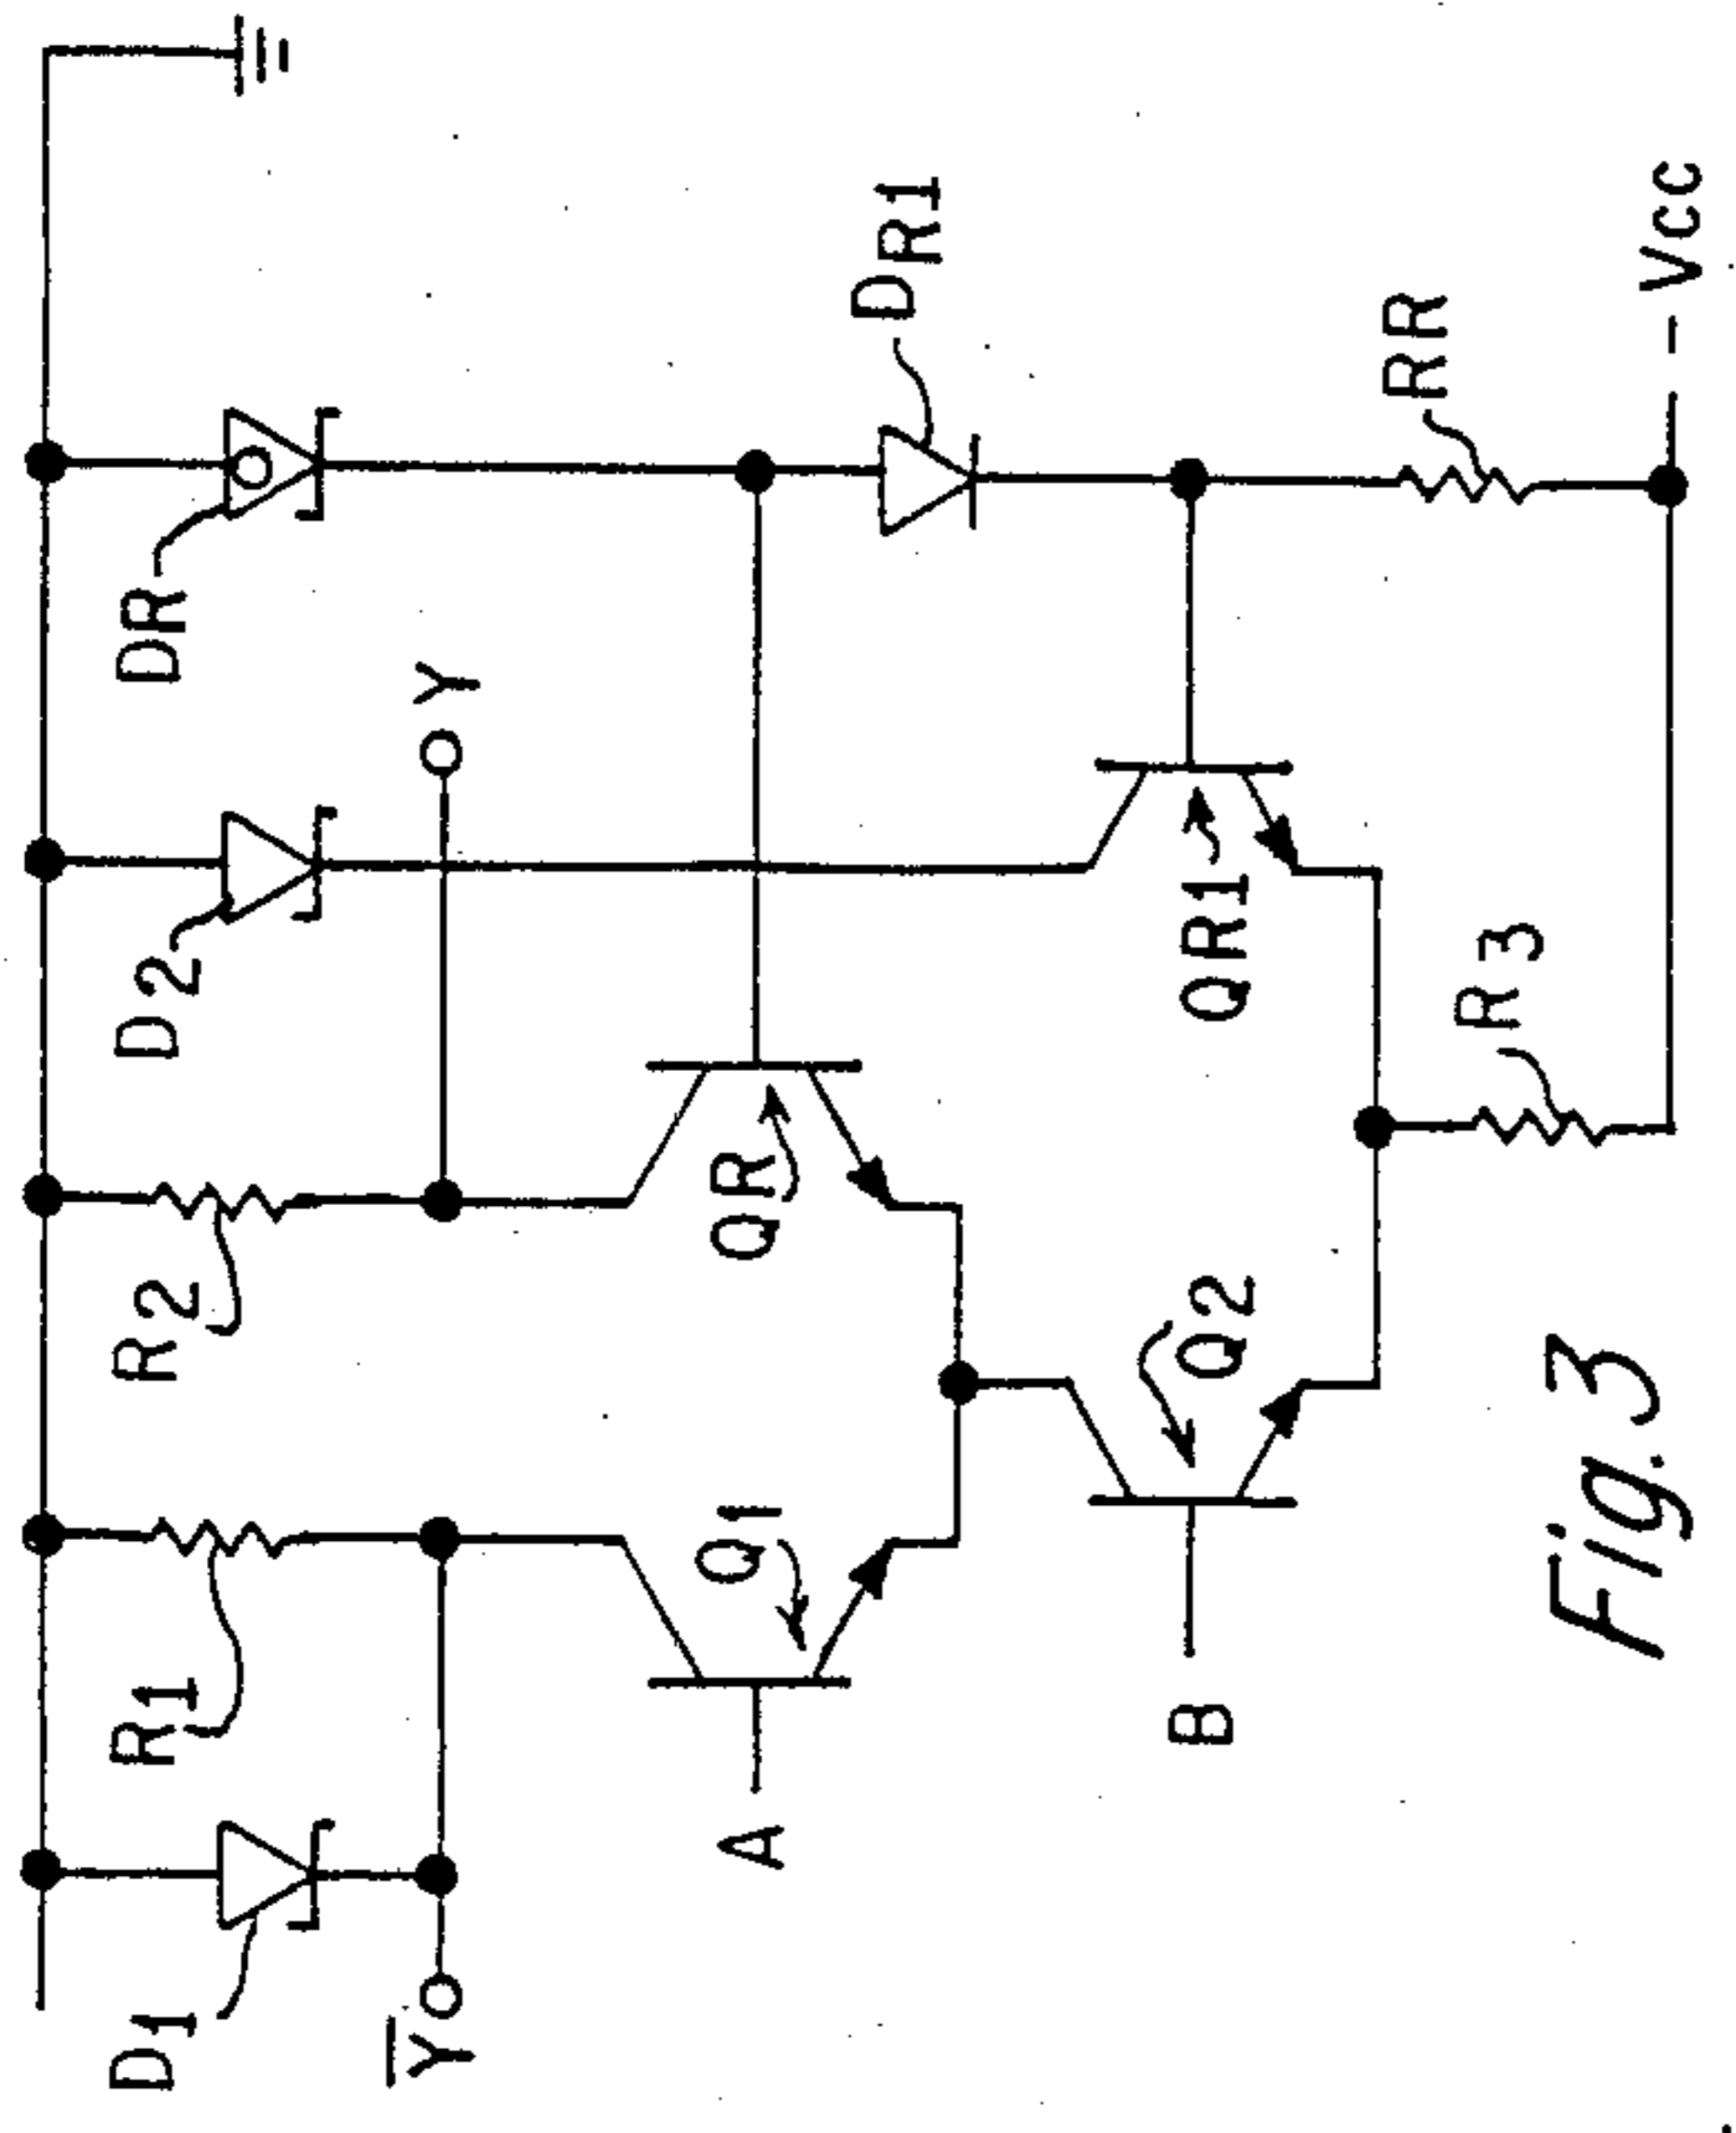 D1
R1
R2
D2
DR
Y̅
Y
A
Q1
QR
DR1
B
Q2
QR1
R3
RR
-Vcc
Fig. 3